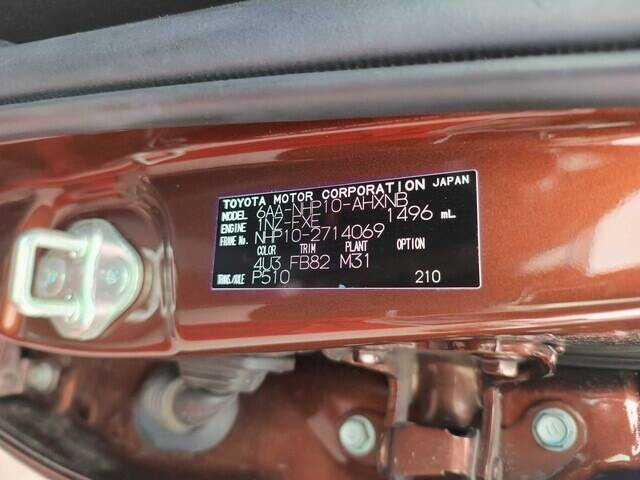 TOYOTA MOTOR CORPORATION JAPAN
MODEL 6AA-NHP10-AHXNB
ENGINE 1NZ-FXE 1496 mL
FRAME No. NHP10-2714069
COLOR TRIM PLANT OPTION
4U3 FB82 M31
TRANS/AXLE P510 210